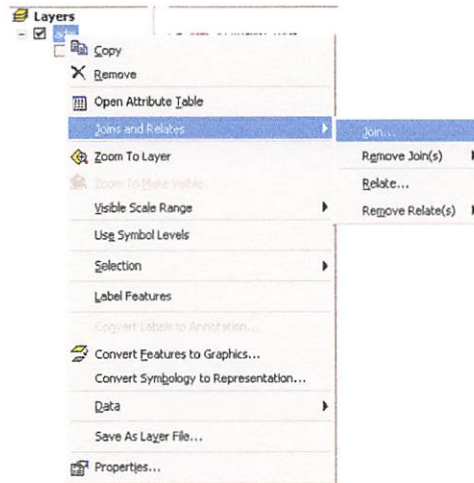 Layers
Copy
Remove
Open Attribute Table
Joins and Relates
Join...
Zoom To Layer
Remove Join(s)
Zoom To Make Visible
Relate...
Visible Scale Range
Remove Relate(s)
Use Symbol Levels
Selection
Label Features
Convert Labels to Annotation...
Convert Features to Graphics...
Convert Symbology to Representation...
Data
Save As Layer File...
Properties...